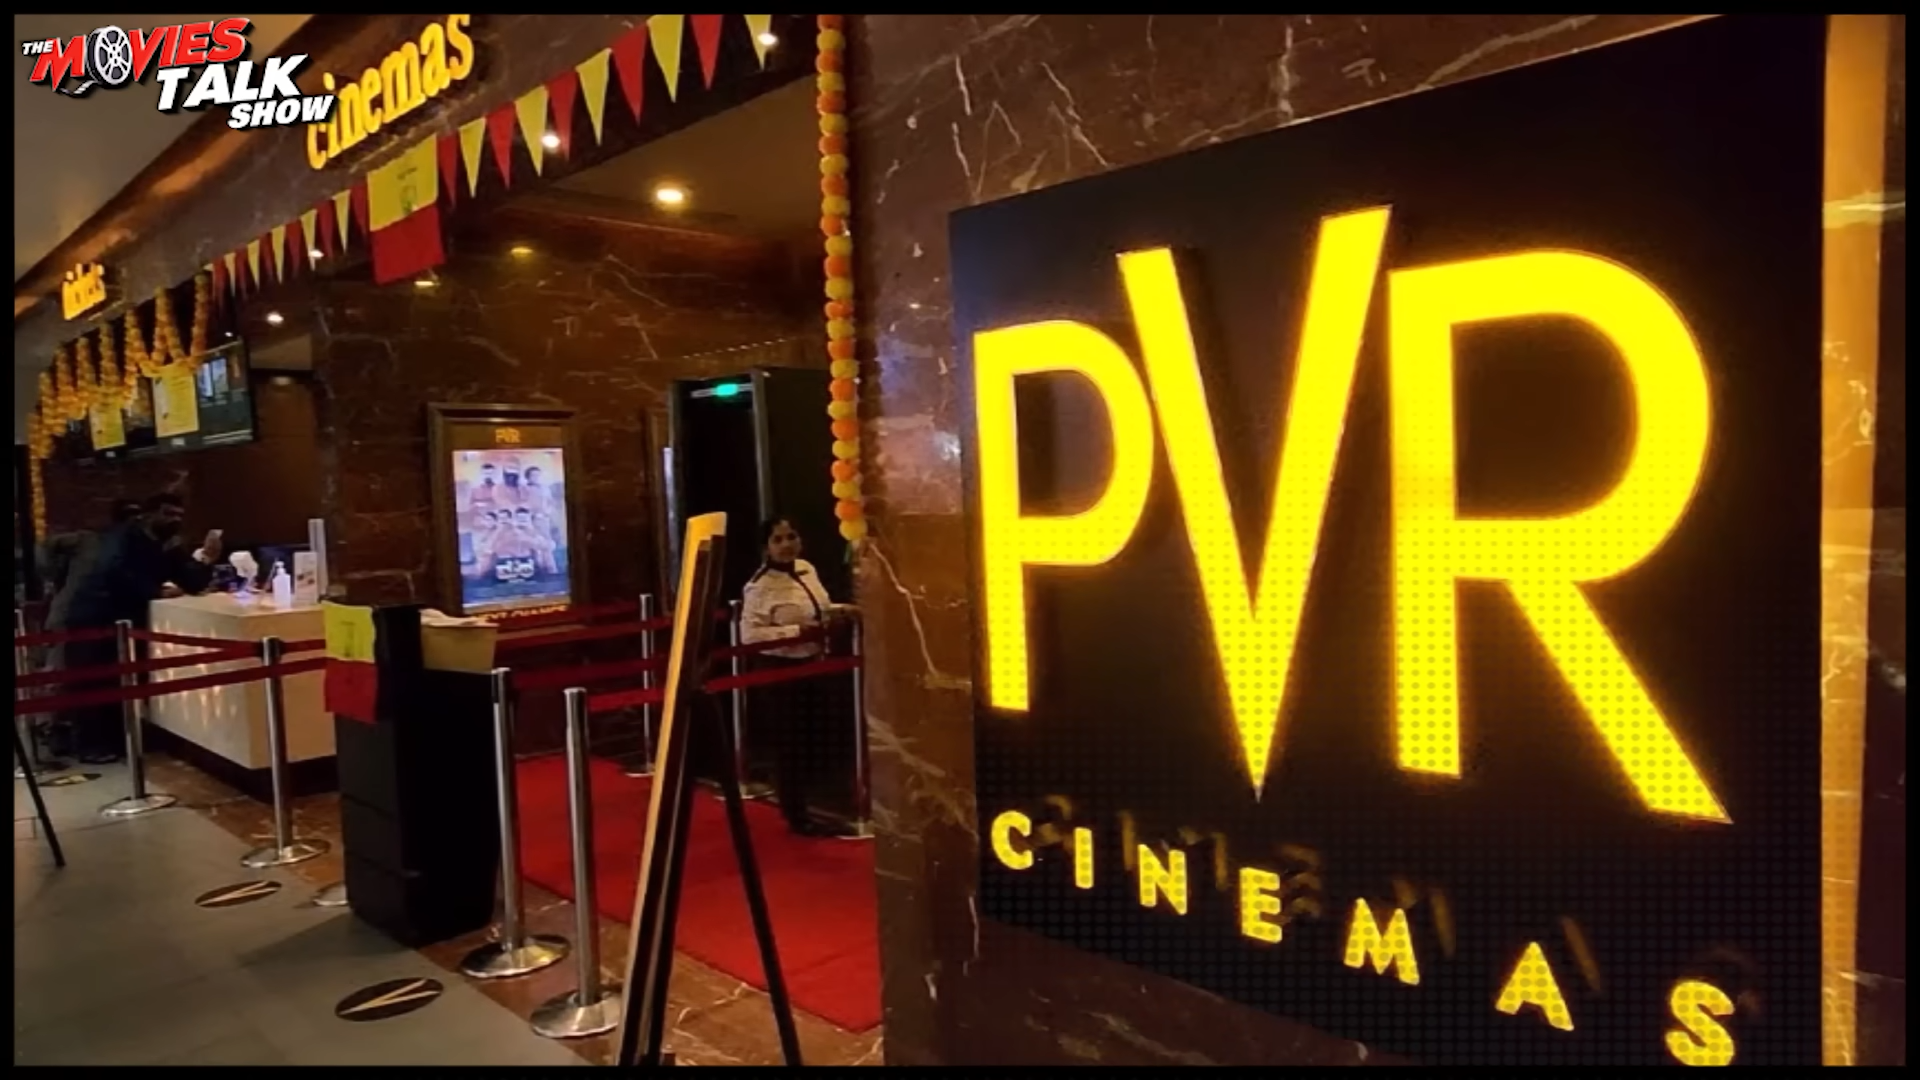 THE
MOVIES
TALK
SHOW
cinemas
tickets
PVR
PVR
CINEMAS